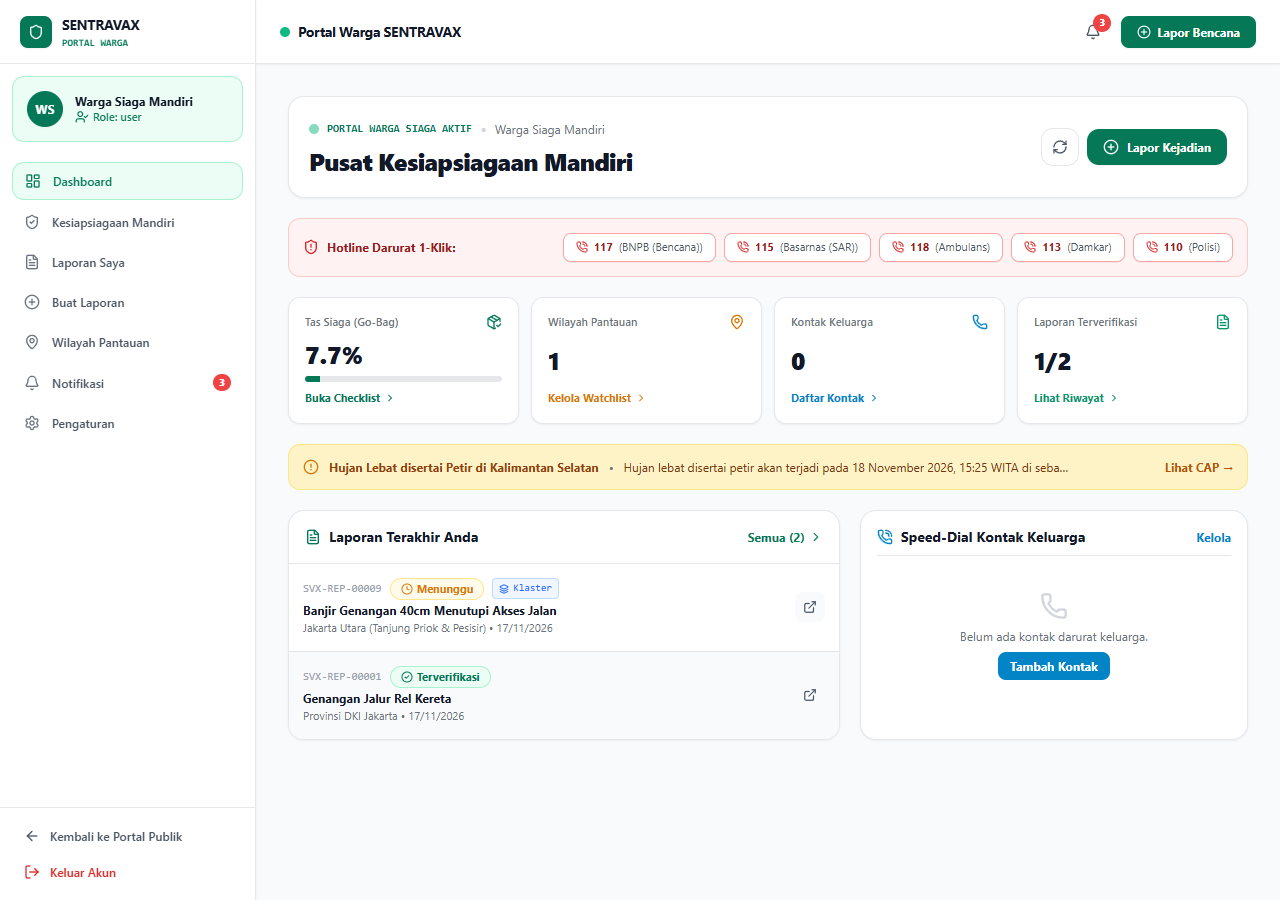 SENTRAVAX
PORTAL WARGA
Portal Warga SENTRAVAX
3
Lapor Bencana
WS
Warga Siaga Mandiri
Role: user
Dashboard
Kesiapsiagaan Mandiri
Laporan Saya
Buat Laporan
Wilayah Pantauan
Notifikasi
3
Pengaturan
Kembali ke Portal Publik
Keluar Akun
PORTAL WARGA SIAGA AKTIF • Warga Siaga Mandiri
Pusat Kesiapsiagaan Mandiri
Lapor Kejadian
Hotline Darurat 1-Klik:
117 (BNPB (Bencana))
115 (Basarnas (SAR))
118 (Ambulans)
113 (Damkar)
110 (Polisi)
Tas Siaga (Go-Bag)
7.7%
Buka Checklist
Wilayah Pantauan
1
Kelola Watchlist
Kontak Keluarga
0
Daftar Kontak
Laporan Terverifikasi
1/2
Lihat Riwayat
Hujan Lebat disertai Petir di Kalimantan Selatan • Hujan lebat disertai petir akan terjadi pada 18 November 2026, 15:25 WITA di seba...
Lihat CAP →
Laporan Terakhir Anda
Semua (2)
SVX-REP-00009 Menunggu Klaster
Banjir Genangan 40cm Menutupi Akses Jalan
Jakarta Utara (Tanjung Priok & Pesisir) • 17/11/2026
SVX-REP-00001 Terverifikasi
Genangan Jalur Rel Kereta
Provinsi DKI Jakarta • 17/11/2026
Speed-Dial Kontak Keluarga
Kelola
Belum ada kontak darurat keluarga.
Tambah Kontak